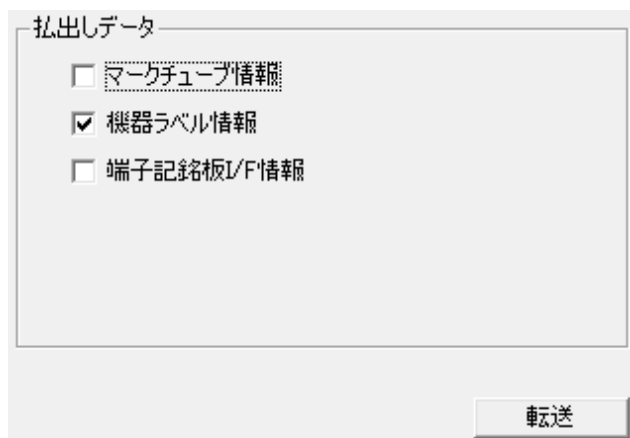 払出しデータ
マークチューブ情報
機器ラベル情報
端子記銘板I/F情報
転送